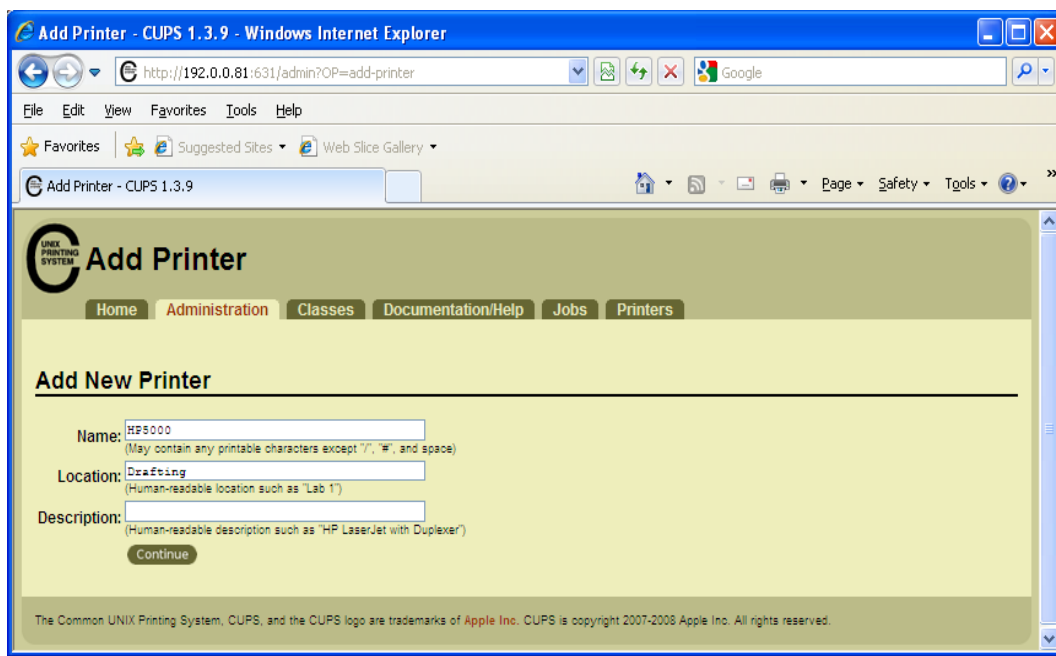 Add Printer - CUPS 1.3.9 - Windows Internet Explorer
http://192.0.0.81:631/admin?OP=add-printer
Google
File Edit View Favorites Tools Help
Favorites Suggested Sites Web Slice Gallery
Add Printer - CUPS 1.3.9 Page Safety Tools »
UNIX
PRINTING
SYSTEM
Add Printer
Home Administration Classes Documentation/Help Jobs Printers
Add New Printer
Name: HP5000
(May contain any printable characters except "/", "#", and space)
Location: Drafting
(Human-readable location such as "Lab 1")
Description:
(Human-readable description such as "HP LaserJet with Duplexer")
Continue
The Common UNIX Printing System, CUPS, and the CUPS logo are trademarks of Apple Inc. CUPS is copyright 2007-2008 Apple Inc. All rights reserved.